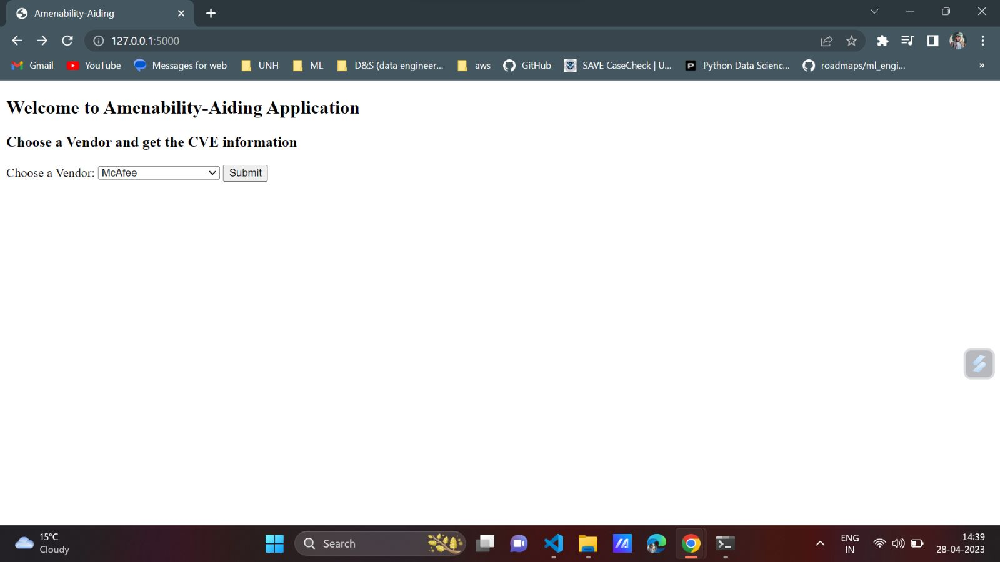 Amenability-Aiding
127.0.0.1:5000
Gmail YouTube Messages for web UNH ML D&S (data engineer... aws GitHub SAVE CaseCheck | U... Python Data Scienc... roadmaps/ml_engi... »
Welcome to Amenability-Aiding Application
Choose a Vendor and get the CVE information
Choose a Vendor: McAfee Submit
15°C
Cloudy
Search
ENG
IN
14:39
28-04-2023